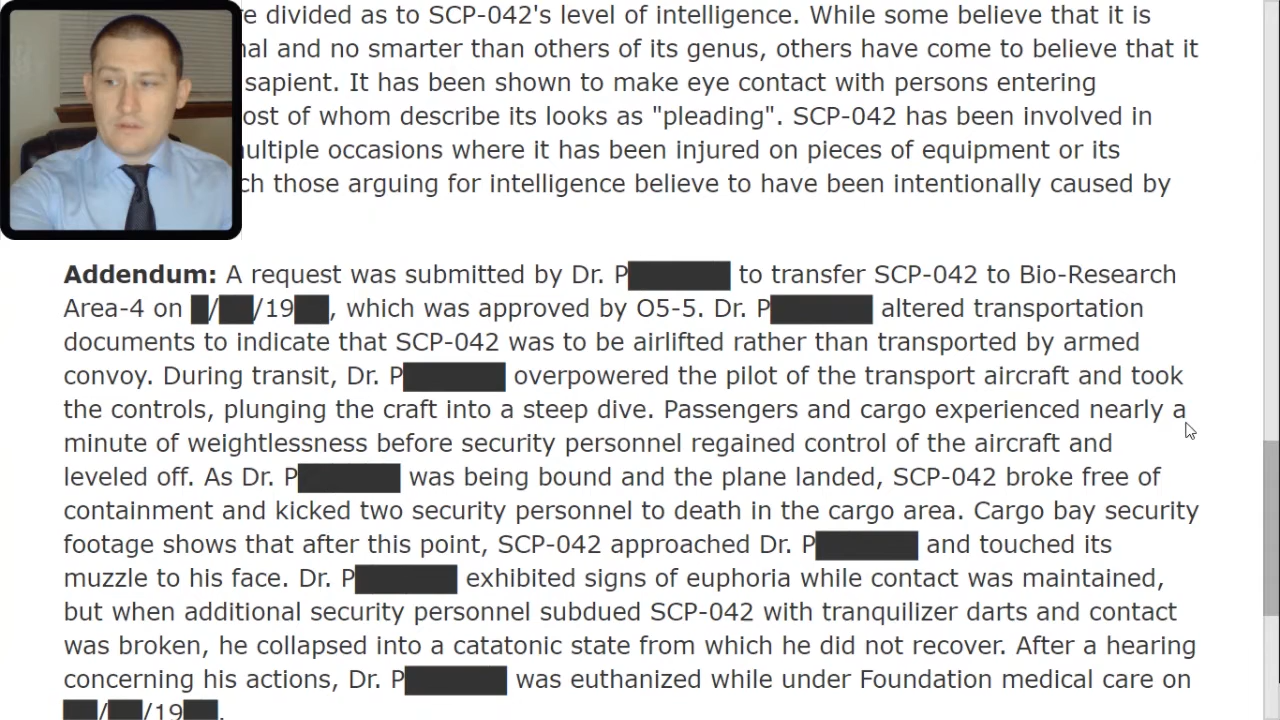 e divided as to SCP-042's level of intelligence. While some believe that it is
nal and no smarter than others of its genus, others have come to believe that it
sapient. It has been shown to make eye contact with persons entering
ost of whom describe its looks as "pleading". SCP-042 has been involved in
ultiple occasions where it has been injured on pieces of equipment or its
ch those arguing for intelligence believe to have been intentionally caused by
Addendum: A request was submitted by Dr. P██████ to transfer SCP-042 to Bio-Research
Area-4 on █/██/19██, which was approved by O5-5. Dr. P██████ altered transportation
documents to indicate that SCP-042 was to be airlifted rather than transported by armed
convoy. During transit, Dr. P██████ overpowered the pilot of the transport aircraft and took
the controls, plunging the craft into a steep dive. Passengers and cargo experienced nearly a
minute of weightlessness before security personnel regained control of the aircraft and
leveled off. As Dr. P██████ was being bound and the plane landed, SCP-042 broke free of
containment and kicked two security personnel to death in the cargo area. Cargo bay security
footage shows that after this point, SCP-042 approached Dr. P██████ and touched its
muzzle to his face. Dr. P██████ exhibited signs of euphoria while contact was maintained,
but when additional security personnel subdued SCP-042 with tranquilizer darts and contact
was broken, he collapsed into a catatonic state from which he did not recover. After a hearing
concerning his actions, Dr. P██████ was euthanized while under Foundation medical care on
██/██/19██.